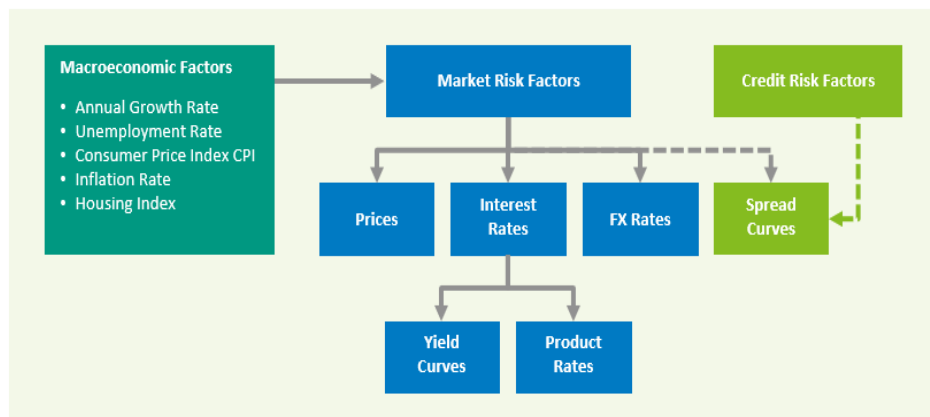 Macroeconomic Factors
• Annual Growth Rate
• Unemployment Rate
• Consumer Price Index CPI
• Inflation Rate
• Housing Index
Market Risk Factors
Credit Risk Factors
Prices
Interest
Rates
FX Rates
Spread
Curves
Yield
Curves
Product
Rates